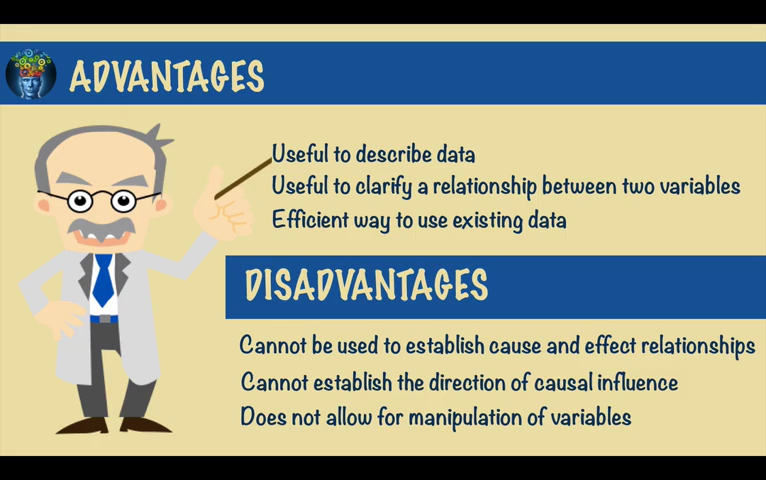 ADVANTAGES
Useful to describe data
Useful to clarify a relationship between two variables
Efficient way to use existing data
DISADVANTAGES
Cannot be used to establish cause and effect relationships
Cannot establish the direction of causal influence
Does not allow for manipulation of variables